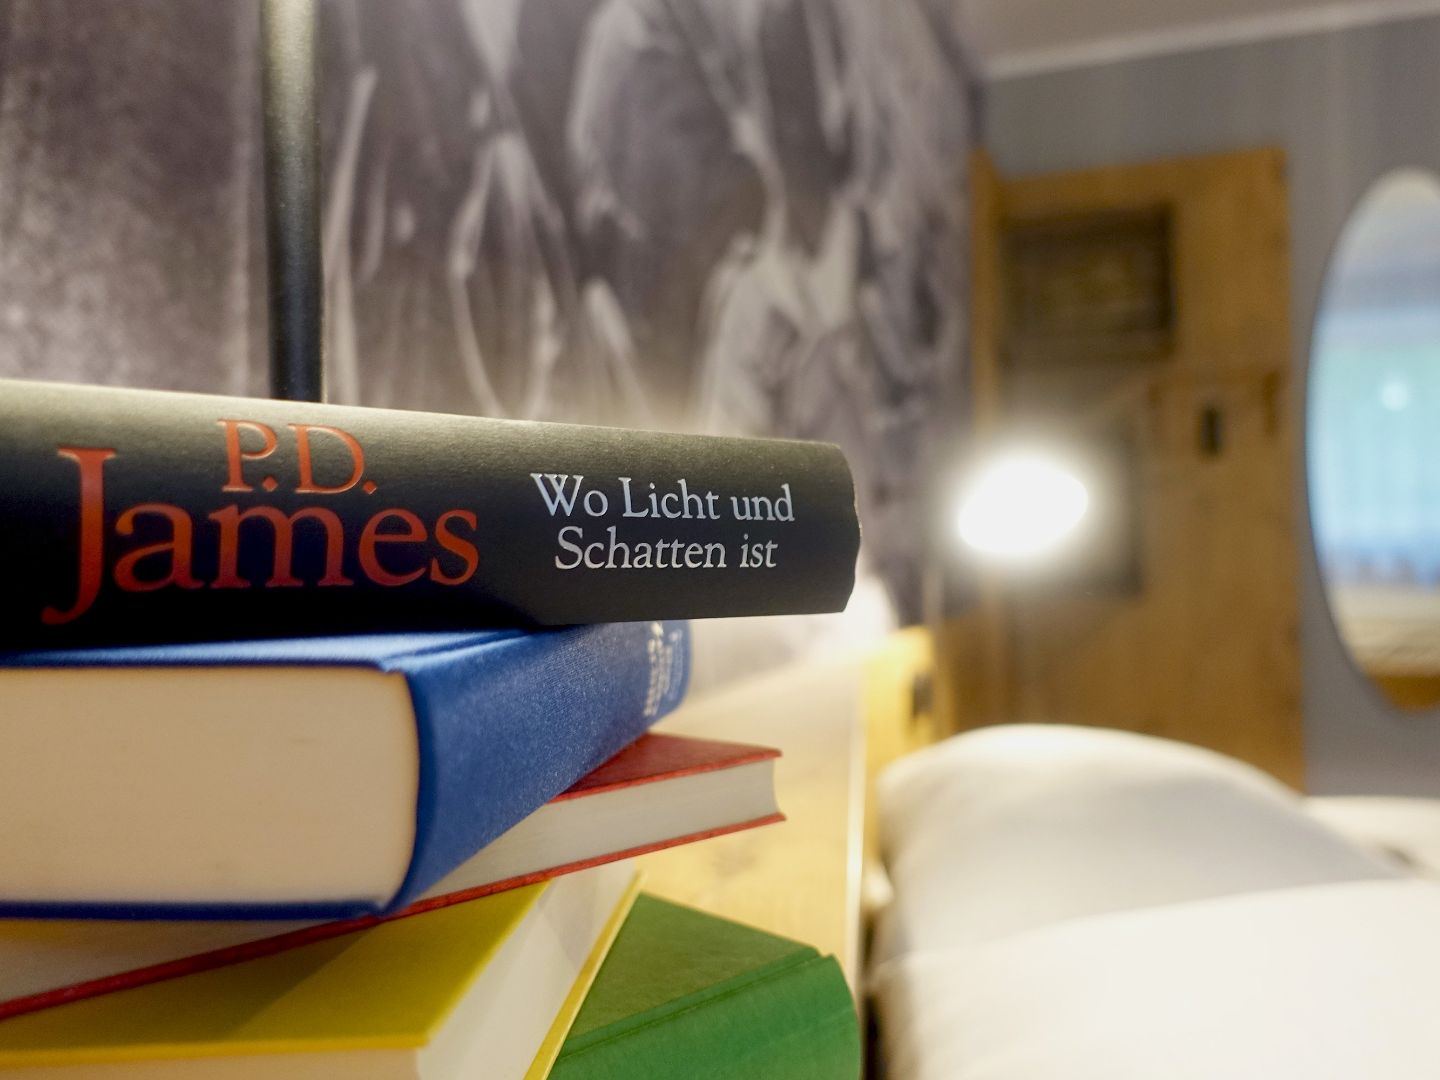 P.D.
James
Wo Licht und
Schatten ist